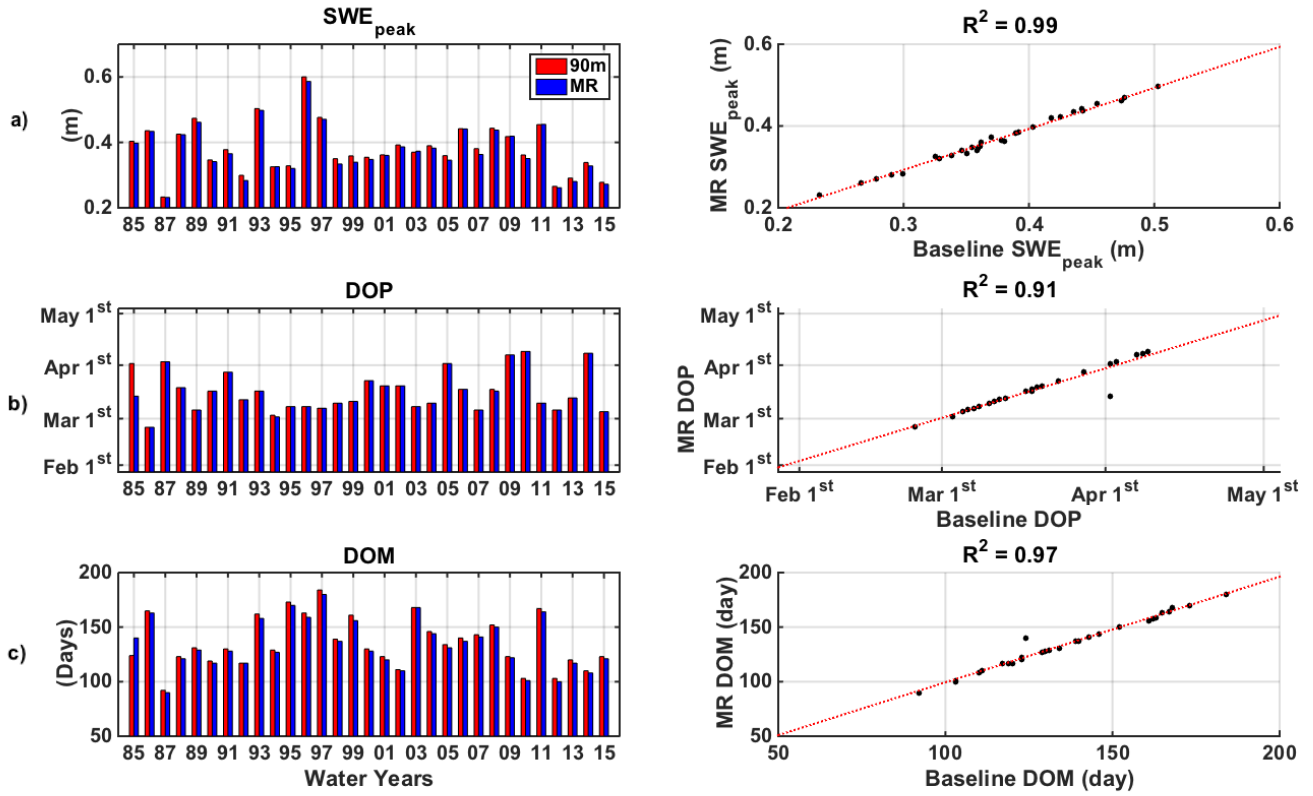 a)
SWE_peak
(m)
0.6
0.4
0.2
90m
MR
85 87 89 91 93 95 97 99 01 03 05 07 09 11 13 15
R² = 0.99
MR SWE_peak (m)
0.6
0.4
0.2
0.2 0.3 0.4 0.5 0.6
Baseline SWE_peak (m)
b)
DOP
May 1st
Apr 1st
Mar 1st
Feb 1st
85 87 89 91 93 95 97 99 01 03 05 07 09 11 13 15
R² = 0.91
MR DOP
May 1st
Apr 1st
Mar 1st
Feb 1st
Feb 1st Mar 1st Apr 1st May 1st
Baseline DOP
c)
DOM
(Days)
200
150
100
50
85 87 89 91 93 95 97 99 01 03 05 07 09 11 13 15
Water Years
R² = 0.97
MR DOM (day)
200
150
100
50
50 100 150 200
Baseline DOM (day)